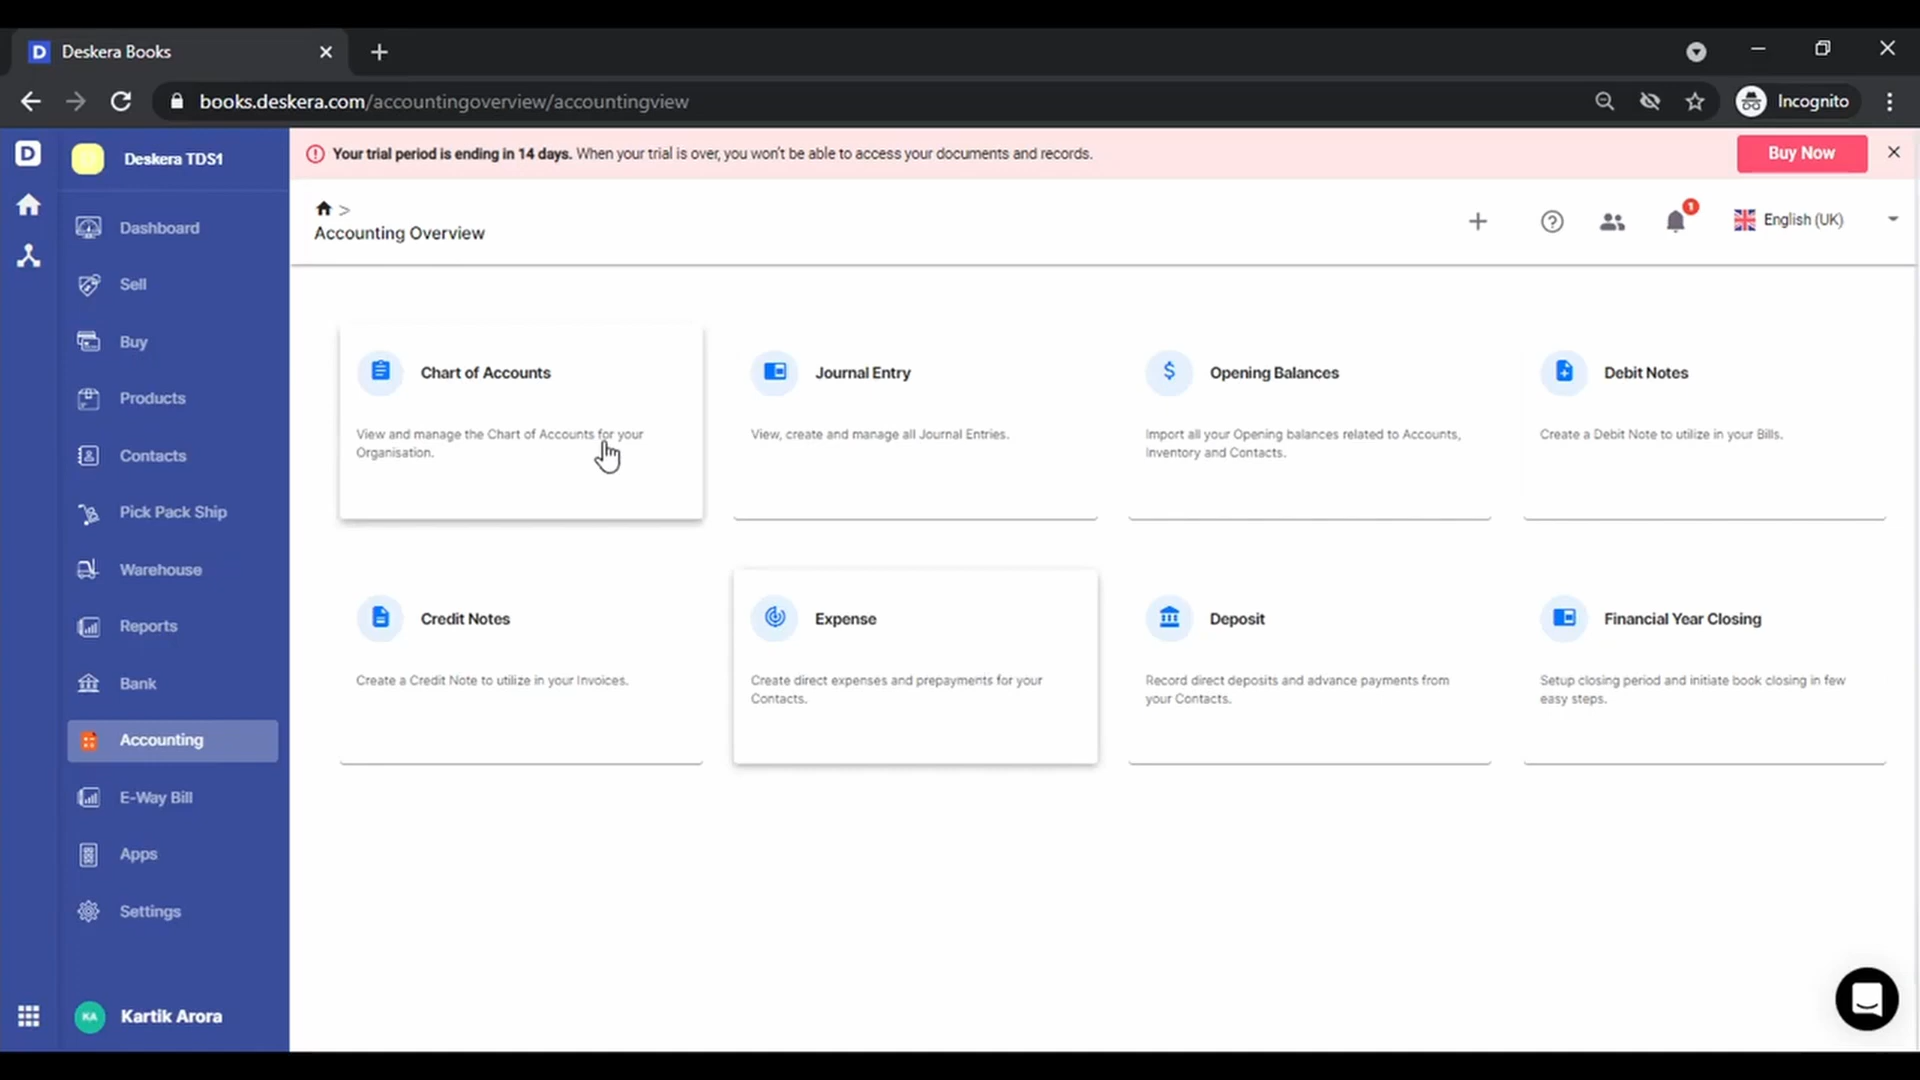 Deskera Books
books.deskera.com/accountingoverview/accountingview
Incognito
D
Deskera TDS1
Your trial period is ending in 14 days. When your trial is over, you won't be able to access your documents and records.
Buy Now
>
Accounting Overview
1
English (UK)
Dashboard
Sell
Buy
Products
Contacts
Pick Pack Ship
Warehouse
Reports
Bank
Accounting
E-Way Bill
Apps
Settings
KA
Kartik Arora
Chart of Accounts
View and manage the Chart of Accounts for your
Organisation.
Journal Entry
View, create and manage all Journal Entries.
Opening Balances
Import all your Opening balances related to Accounts,
Inventory and Contacts.
Debit Notes
Create a Debit Note to utilize in your Bills.
Credit Notes
Create a Credit Note to utilize in your Invoices.
Expense
Create direct expenses and prepayments for your
Contacts.
Deposit
Record direct deposits and advance payments from
your Contacts.
Financial Year Closing
Setup closing period and initiate book closing in few
easy steps.